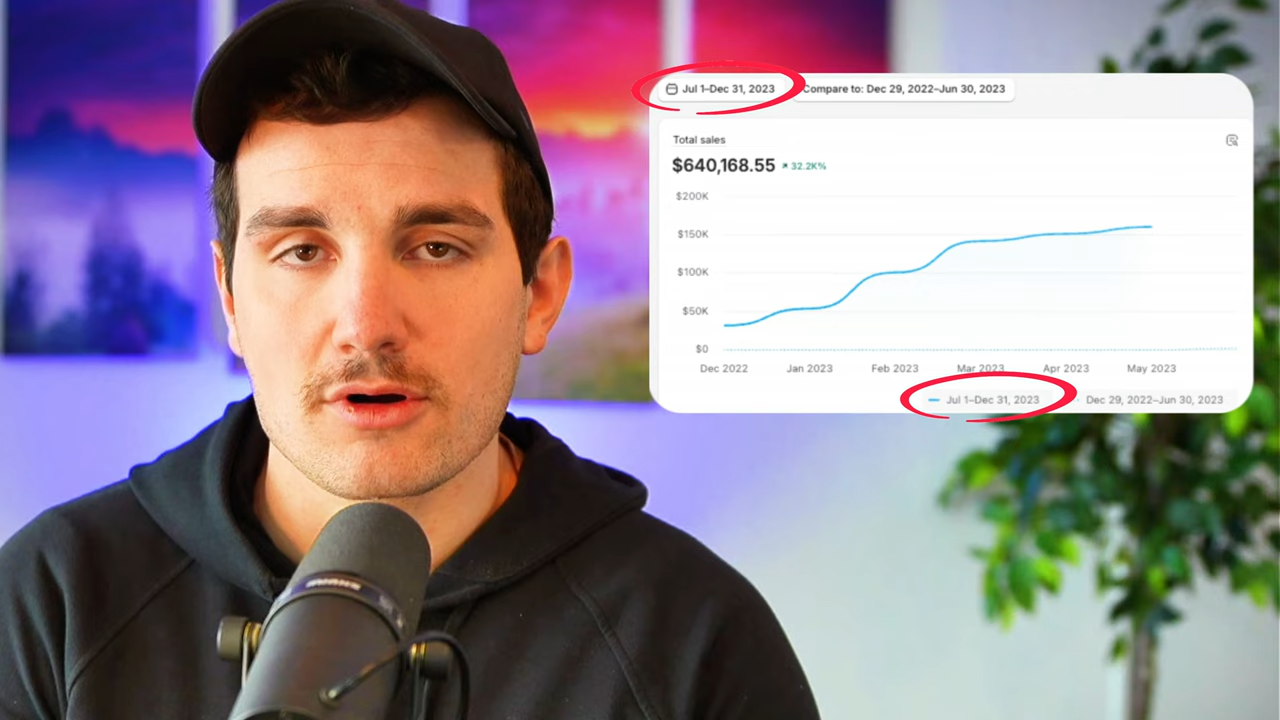 Jul 1–Dec 31, 2023 Compare to: Dec 29, 2022–Jun 30, 2023
Total sales
$640,168.55 32.2K%
$200K
$150K
$100K
$50K
$0
Dec 2022 Jan 2023 Feb 2023 Mar 2023 Apr 2023 May 2023
Jul 1–Dec 31, 2023 Dec 29, 2022–Jun 30, 2023